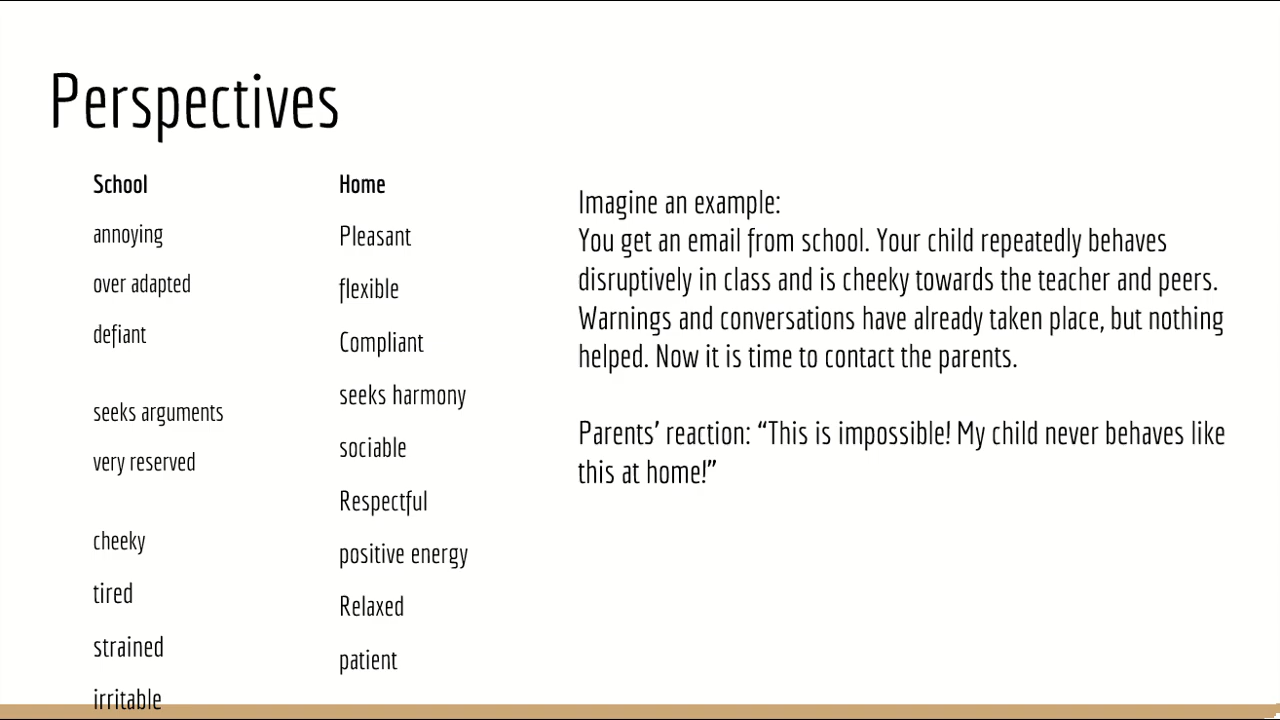 Perspectives
School
annoying
over adapted
defiant
seeks arguments
very reserved
cheeky
tired
strained
irritable
Home
Pleasant
flexible
Compliant
seeks harmony
sociable
Respectful
positive energy
Relaxed
patient
Imagine an example:
You get an email from school. Your child repeatedly behaves
disruptively in class and is cheeky towards the teacher and peers.
Warnings and conversations have already taken place, but nothing
helped. Now it is time to contact the parents.
Parents’ reaction: “This is impossible! My child never behaves like
this at home!”